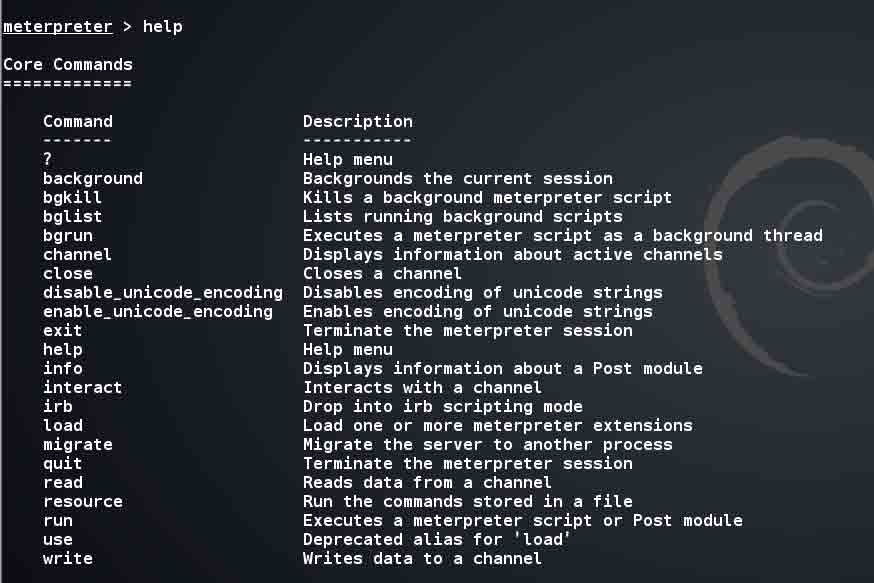 meterpreter > help
Core Commands
=============
Command Description
------- -----------
? Help menu
background Backgrounds the current session
bgkill Kills a background meterpreter script
bglist Lists running background scripts
bgrun Executes a meterpreter script as a background thread
channel Displays information about active channels
close Closes a channel
disable_unicode_encoding Disables encoding of unicode strings
enable_unicode_encoding Enables encoding of unicode strings
exit Terminate the meterpreter session
help Help menu
info Displays information about a Post module
interact Interacts with a channel
irb Drop into irb scripting mode
load Load one or more meterpreter extensions
migrate Migrate the server to another process
quit Terminate the meterpreter session
read Reads data from a channel
resource Run the commands stored in a file
run Executes a meterpreter script or Post module
use Deprecated alias for 'load'
write Writes data to a channel